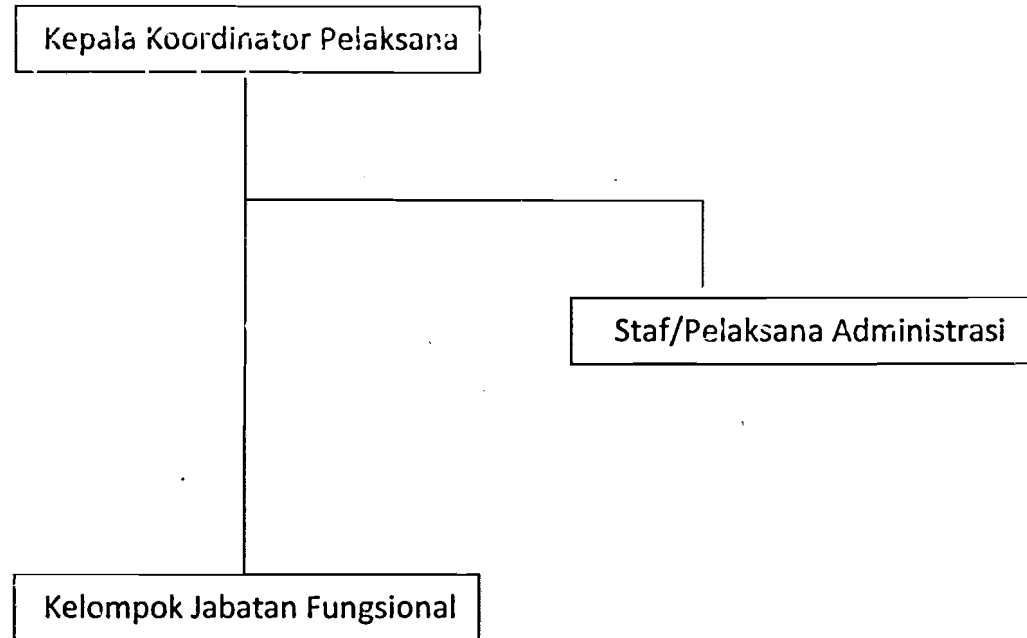 Kepala Koordinator Pelaksana
Staf/Pelaksana Administrasi
Kelompok Jabatan Fungsional